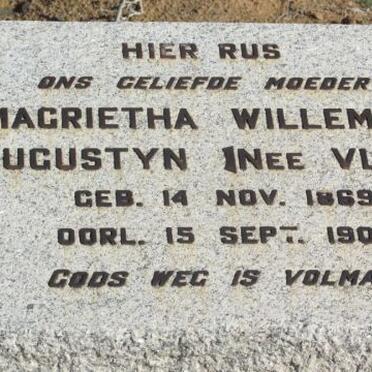 HIER RUS
ONS GELIEFDE MOEDER
MAGRIETHA WILLEM
UGUSTYN (NEE VL
GEB. 14 NOV. 1869
OORL. 15 SEPT. 190
GODS WEG IS VOLMA